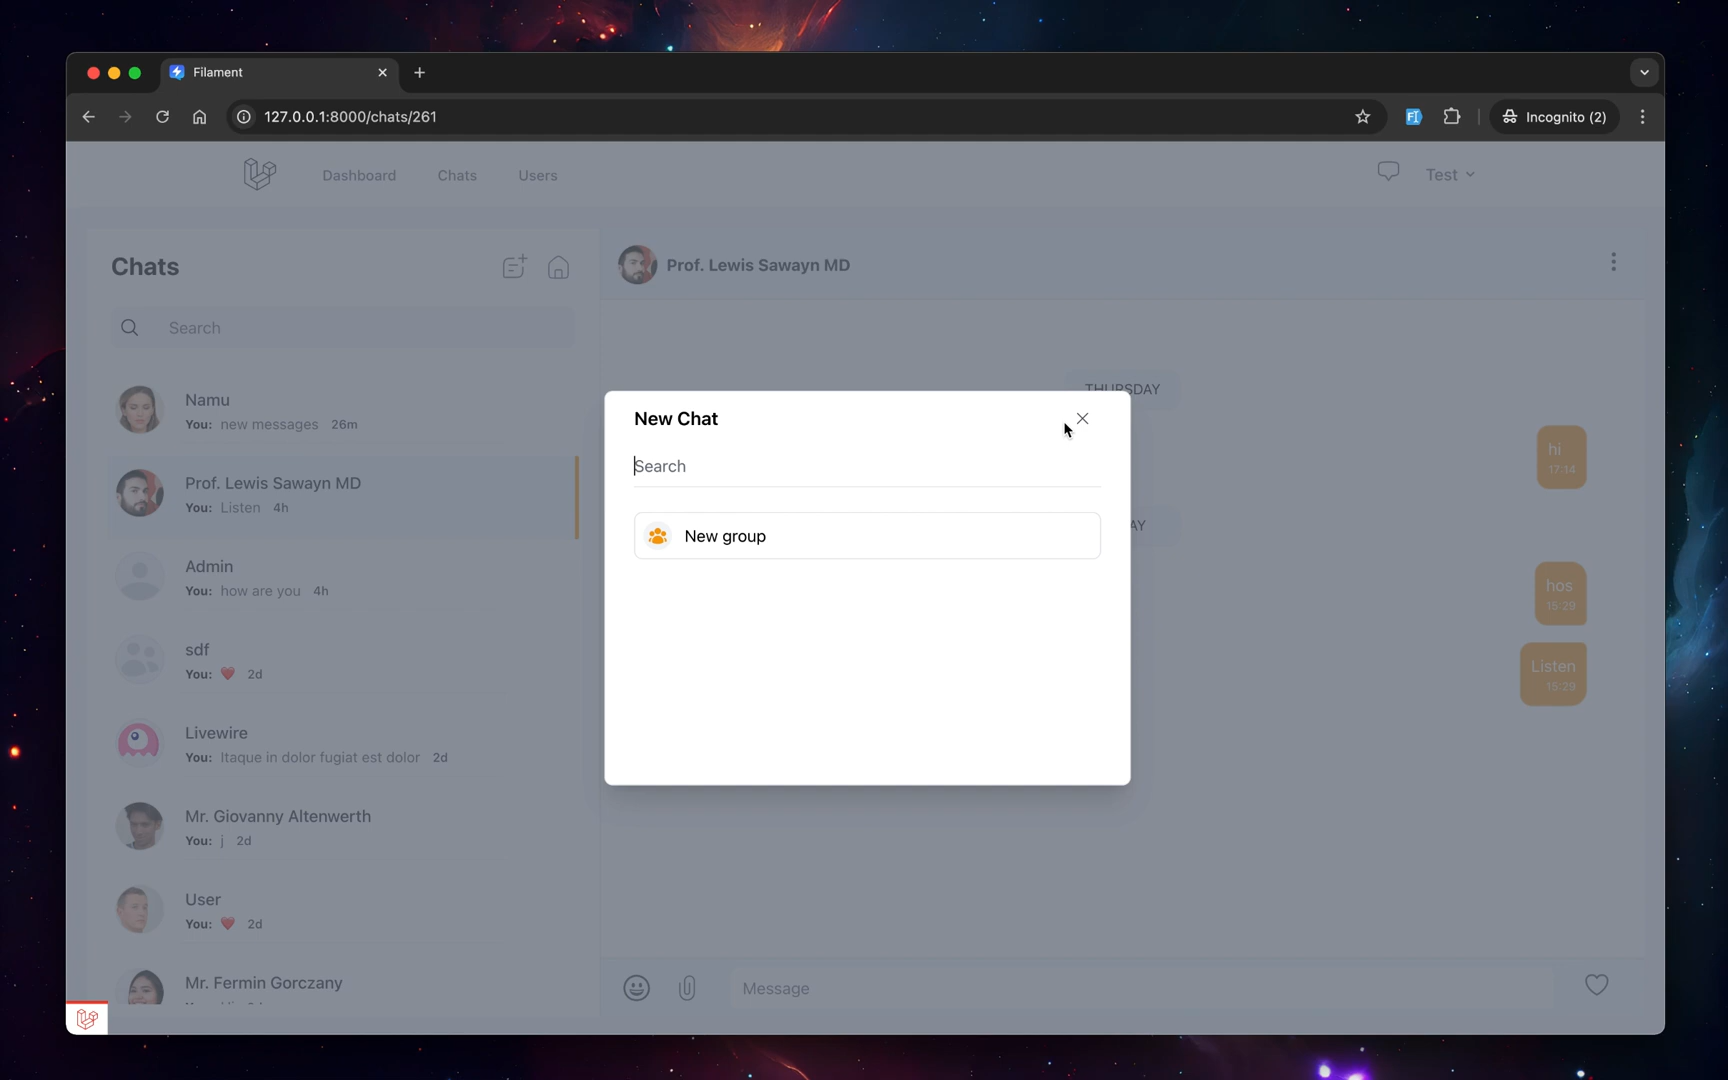 Filament
127.0.0.1:8000/chats/261
Incognito (2)
Dashboard
Chats
Users
Test
Chats
Search
Namu
You: new messages 26m
Prof. Lewis Sawayn MD
You: Listen 4h
Admin
You: how are you 4h
sdf
You: ❤️ 2d
Livewire
You: Itaque in dolor fugiat est dolor 2d
Mr. Giovanny Altenwerth
You: j 2d
User
You: ❤️ 2d
Mr. Fermin Gorczany
Prof. Lewis Sawayn MD
THURSDAY
hi
17:14
AY
hos
15:29
Listen
15:29
New Chat
Search
New group
Message